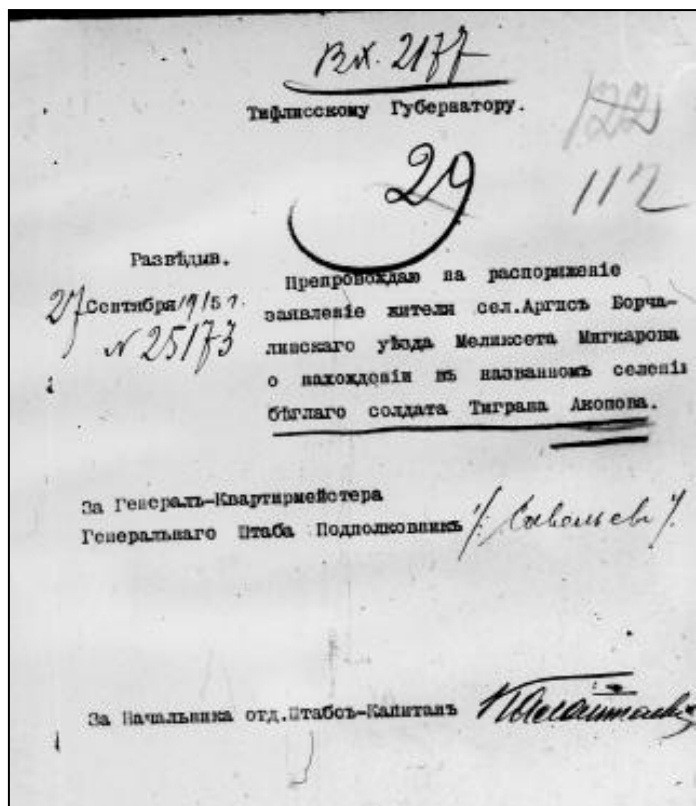 Вх. 2177
Тифлисскому Губернатору.
122
29
112
Развѣдыв.
27 Сентября 1915 г.
N 25173
Препровождаю на распоряженіе
заявленіе жители сел.Аргисъ Борча-
линскаго уѣзда Меликсета Мигкарова
о нахожденіи въ названномъ селеніи
бѣглаго солдата Тиграна Акопова.
За Генералъ-Квартирмейстера
Генеральнаго Штаба Подполковникъ /: Савельевъ /.
За Начальника отд.Штабсъ-Капитанъ